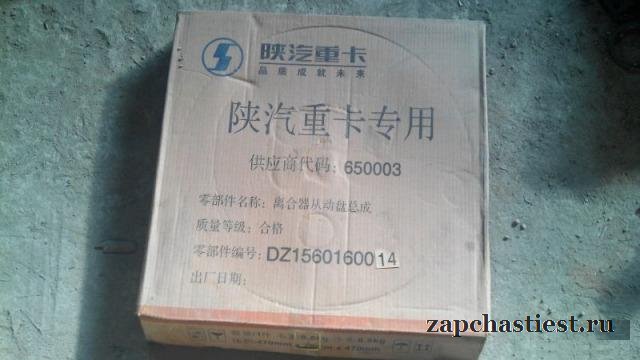 陕汽重卡
品质成就未来
陕汽重卡专用
供应商代码：650003
零部件名称：离合器从动盘总成
质量等级：合格
零部件编号：DZ1560160014
出厂日期：
zapchastiest.ru